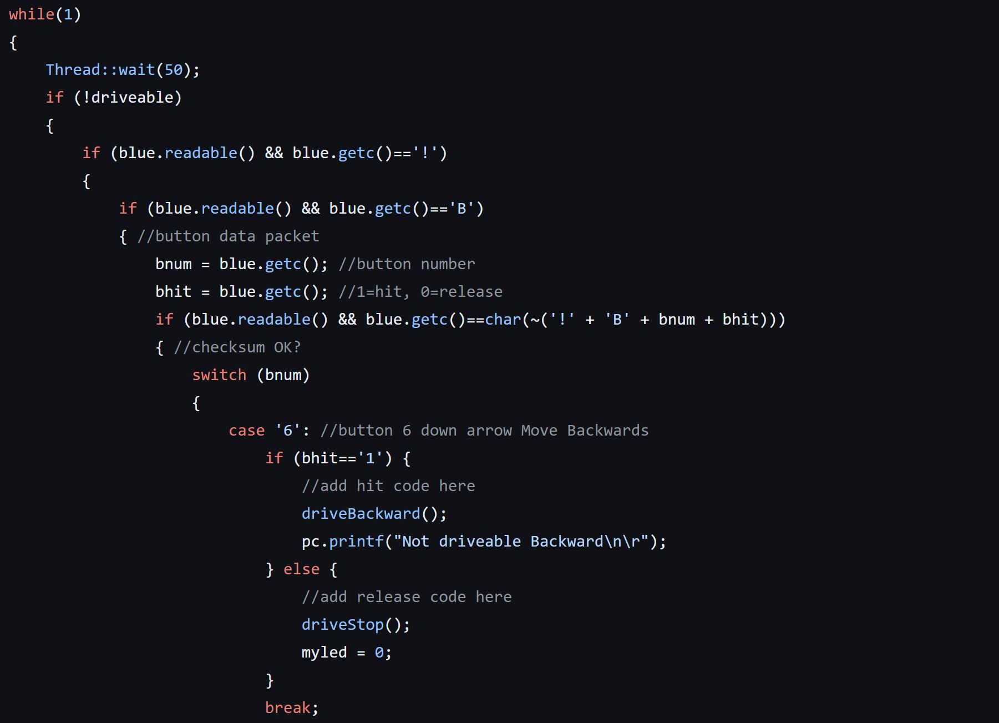 while(1)
{
    Thread::wait(50);
    if (!driveable)
    {
        if (blue.readable() && blue.getc()=='!')
        {
            if (blue.readable() && blue.getc()=='B')
            { //button data packet
                bnum = blue.getc(); //button number
                bhit = blue.getc(); //1=hit, 0=release
                if (blue.readable() && blue.getc()==char(~('!' + 'B' + bnum + bhit)))
                { //checksum OK?
                    switch (bnum)
                    {
                        case '6': //button 6 down arrow Move Backwards
                            if (bhit=='1') {
                                //add hit code here
                                driveBackward();
                                pc.printf("Not driveable Backward\n\r");
                            } else {
                                //add release code here
                                driveStop();
                                myled = 0;
                            }
                            break;